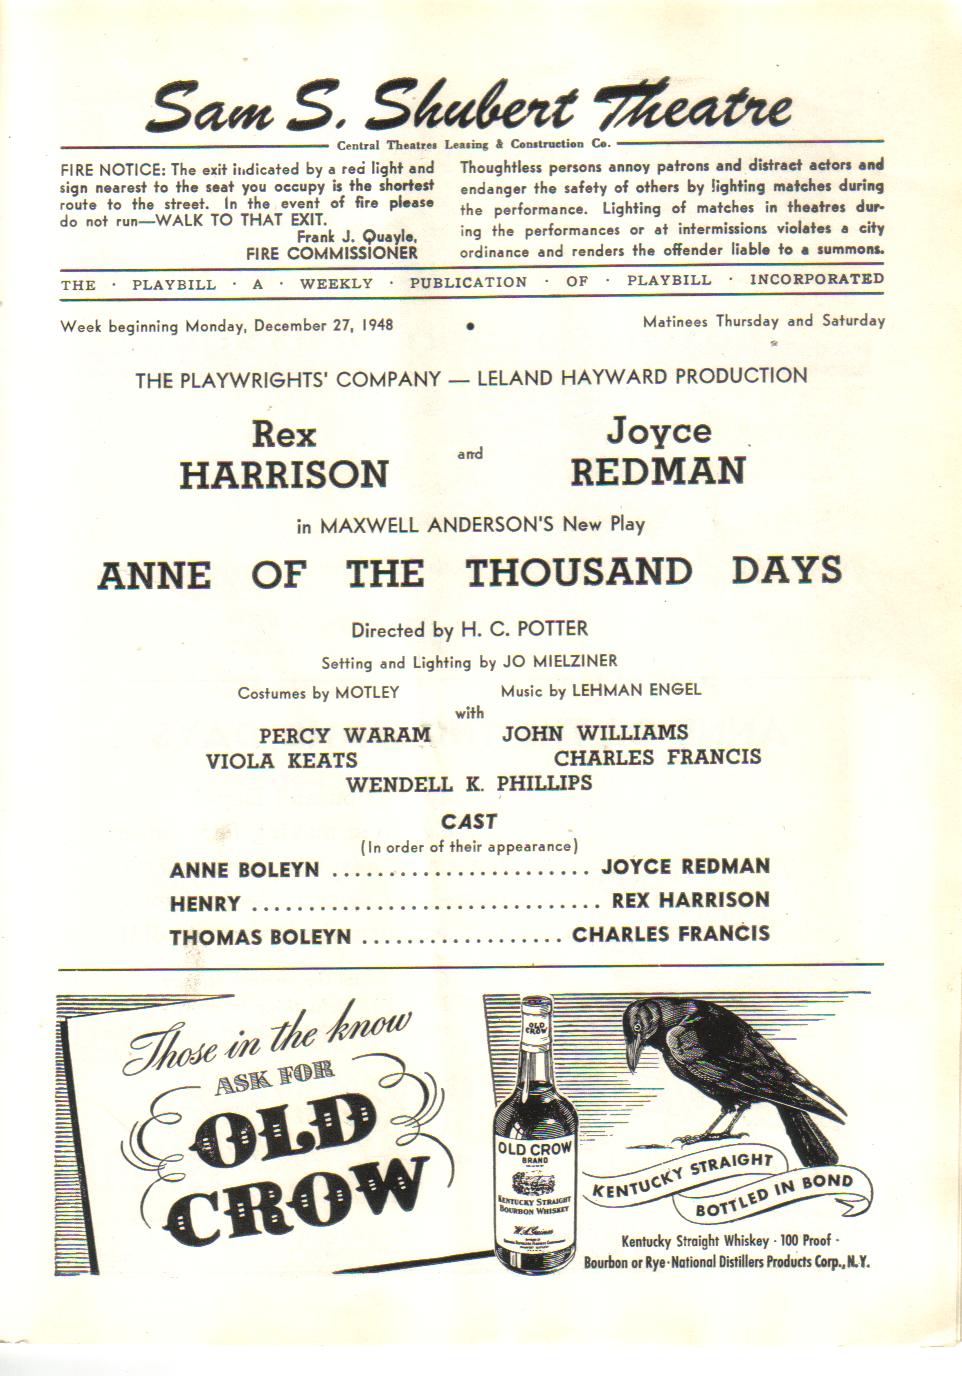 Sam S. Shubert Theatre
Central Theatres Leasing & Construction Co.
FIRE NOTICE: The exit indicated by a red light and
sign nearest to the seat you occupy is the shortest
route to the street. In the event of fire please
do not run—WALK TO THAT EXIT.
Frank J. Quayle,
FIRE COMMISSIONER
Thoughtless persons annoy patrons and distract actors and
endanger the safety of others by lighting matches during
the performance. Lighting of matches in theatres dur-
ing the performances or at intermissions violates a city
ordinance and renders the offender liable to a summons.
THE · PLAYBILL · A · WEEKLY · PUBLICATION · OF · PLAYBILL · INCORPORATED
Week beginning Monday, December 27, 1948 • Matinees Thursday and Saturday
THE PLAYWRIGHTS' COMPANY — LELAND HAYWARD PRODUCTION
Rex
HARRISON
and
Joyce
REDMAN
in MAXWELL ANDERSON'S New Play
ANNE OF THE THOUSAND DAYS
Directed by H. C. POTTER
Setting and Lighting by JO MIELZINER
Costumes by MOTLEY Music by LEHMAN ENGEL
with
PERCY WARAM JOHN WILLIAMS
VIOLA KEATS CHARLES FRANCIS
WENDELL K. PHILLIPS
CAST
(In order of their appearance)
ANNE BOLEYN ....................... JOYCE REDMAN
HENRY ................................ REX HARRISON
THOMAS BOLEYN .................. CHARLES FRANCIS
Those in the know
ASK FOR
OLD
CROW
OLD
CROW
OLD CROW
BRAND
KENTUCKY STRAIGHT
BOURBON WHISKEY
KENTUCKY STRAIGHT
BOTTLED IN BOND
Kentucky Straight Whiskey · 100 Proof ·
Bourbon or Rye · National Distillers Products Corp., N.Y.